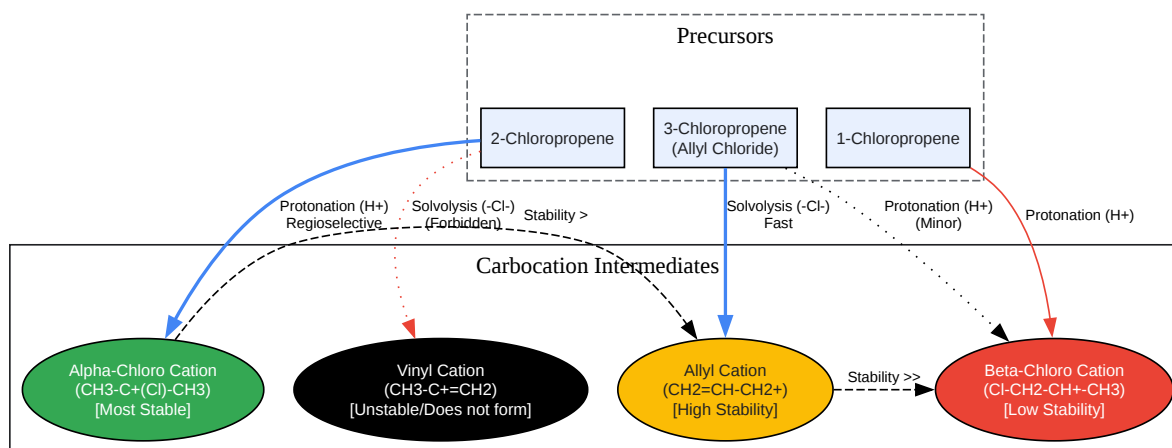 Precursors
2-Chloropropene
3-Chloropropene
(Allyl Chloride)
1-Chloropropene
Protonation (H+)
Regioselective
Solvolysis (-Cl-)
(Forbidden)
Stability >
Solvolysis (-Cl-)
Fast
Protonation (H+)
(Minor)
Protonation (H+)
Carbocation Intermediates
Alpha-Chloro Cation
(CH3-C+(Cl)-CH3)
[Most Stable]
Vinyl Cation
(CH3-C+=CH2)
[Unstable/Does not form]
Allyl Cation
(CH2=CH-CH2+)
[High Stability]
Stability >>
Beta-Chloro Cation
(Cl-CH2-CH+-CH3)
[Low Stability]